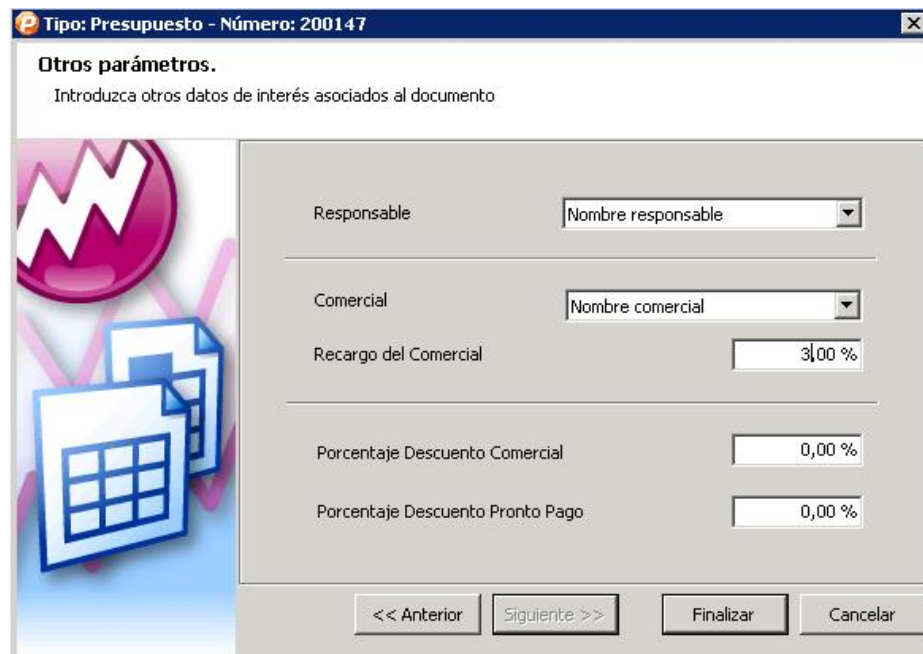 Tipo: Presupuesto - Número: 200147
Otros parámetros.
Introduzca otros datos de interés asociados al documento
Responsable Nombre responsable
Comercial Nombre comercial
Recargo del Comercial 3,00 %
Porcentaje Descuento Comercial 0,00 %
Porcentaje Descuento Pronto Pago 0,00 %
<< Anterior Siguiente >> Finalizar Cancelar